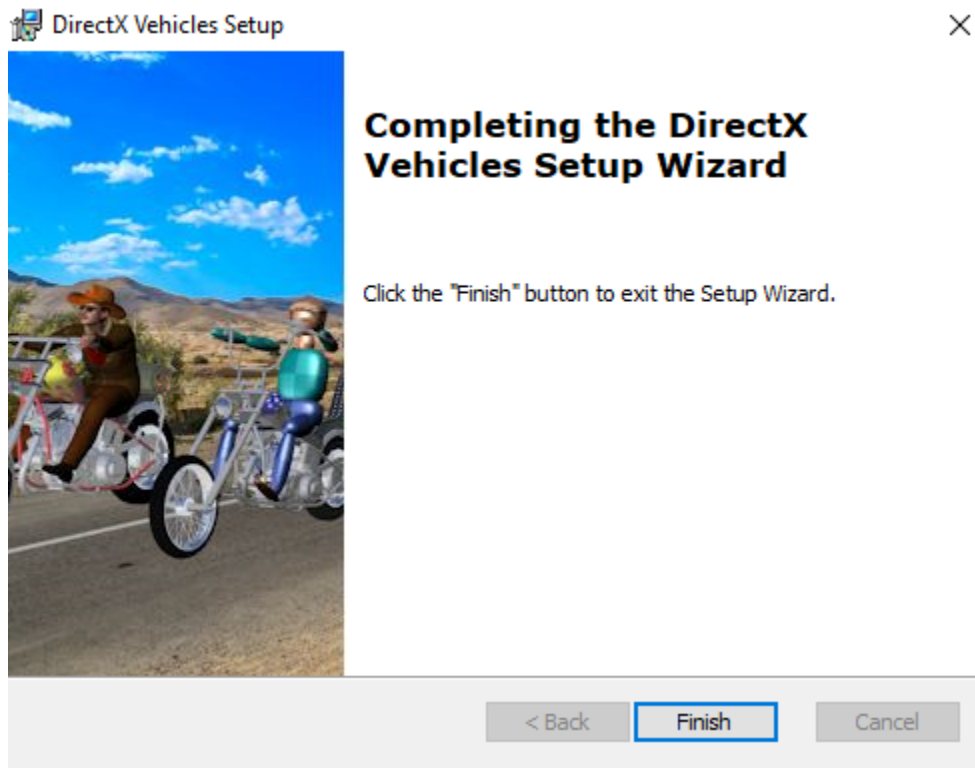 DirectX Vehicles Setup
Completing the DirectX
Vehicles Setup Wizard
Click the "Finish" button to exit the Setup Wizard.
< Back
Finish
Cancel